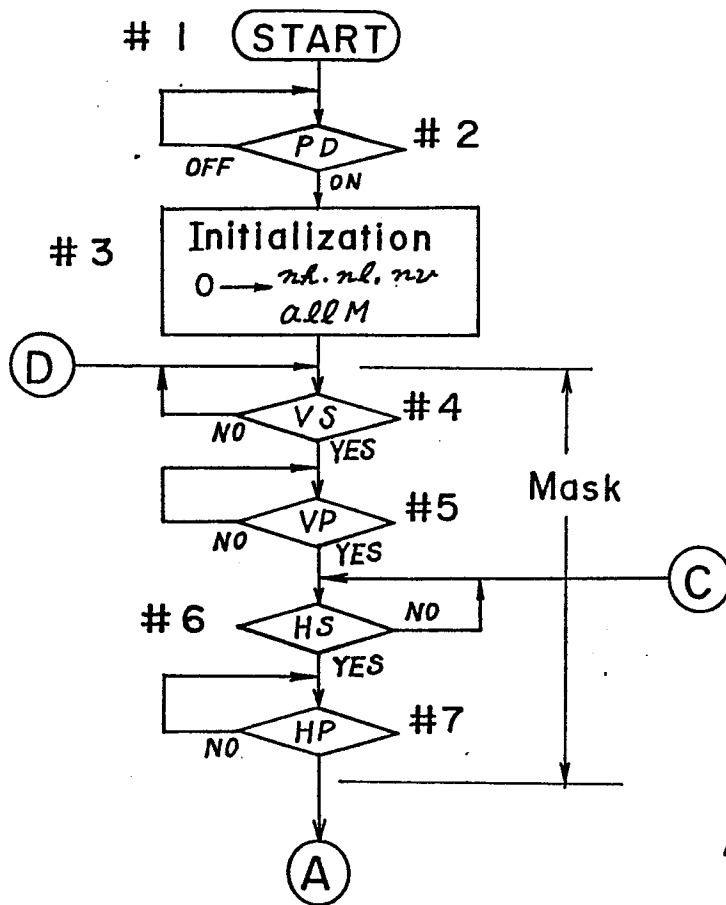 # 1 START
PD # 2
OFF
ON
Initialization
# 3
0 → nh. nl, nv
all M
D
VS # 4
NO
YES
Mask
VP # 5
NO
YES
C
# 6 HS NO
YES
HP # 7
NO
A